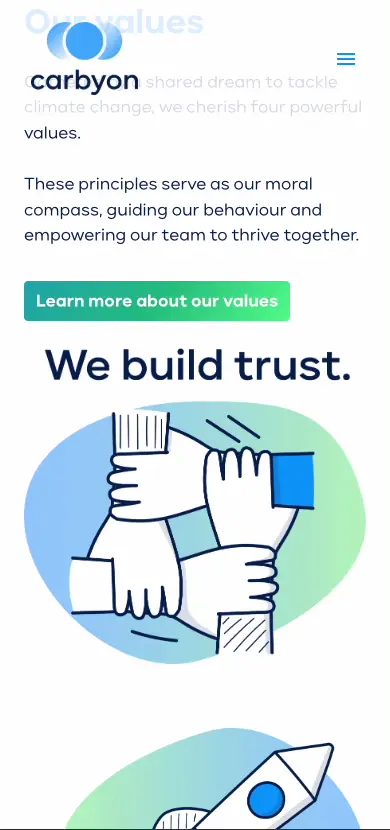 Our values
carbyon
shared dream to tackle
climate change, we cherish four powerful
values.
These principles serve as our moral
compass, guiding our behaviour and
empowering our team to thrive together.
Learn more about our values
We build trust.